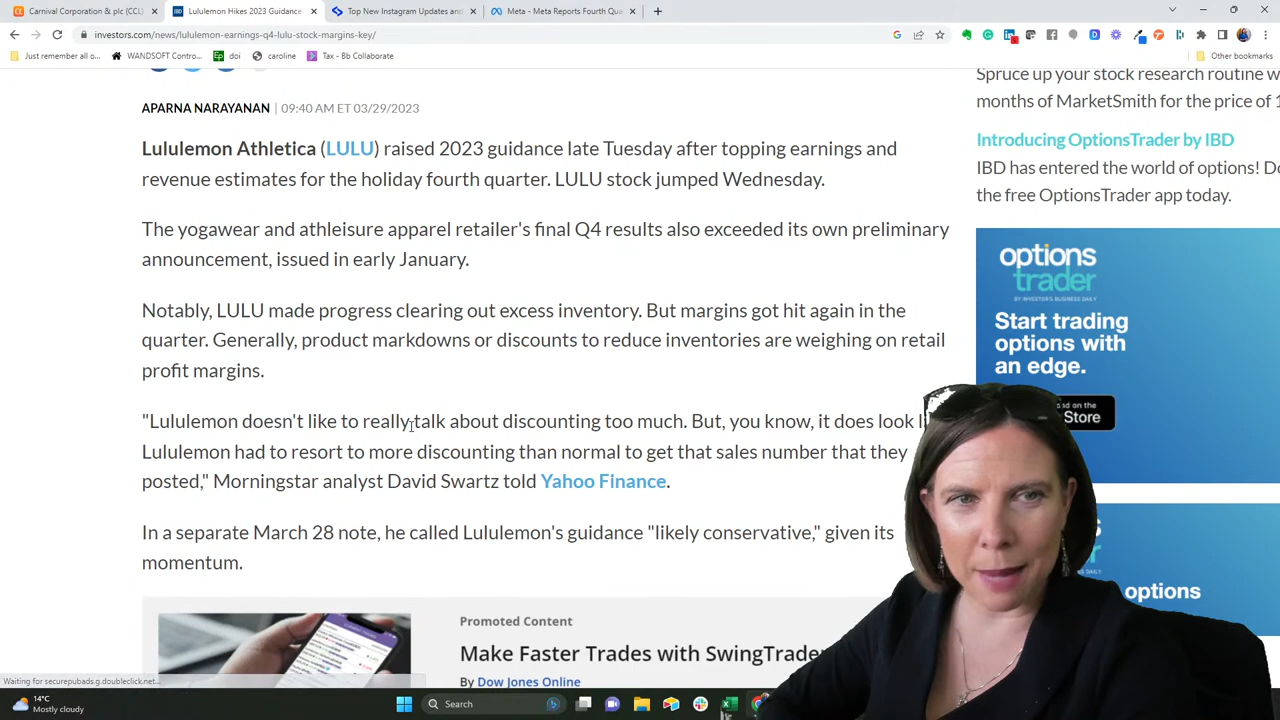 Carnival Corporation & plc (CCL)
Lululemon Hikes 2023 Guidance
Top New Instagram Updates and
Meta - Meta Reports Fourth Qua
investors.com/news/lululemon-earnings-q4-lulu-stock-margins-key/
Just remember all o...
WANDSOFT Contro...
doi
caroline
Tax - Bb Collaborate
Other bookmarks
APARNA NARAYANAN | 09:40 AM ET 03/29/2023
Lululemon Athletica (LULU) raised 2023 guidance late Tuesday after topping earnings and
revenue estimates for the holiday fourth quarter. LULU stock jumped Wednesday.
The yogawear and athleisure apparel retailer's final Q4 results also exceeded its own preliminary
announcement, issued in early January.
Notably, LULU made progress clearing out excess inventory. But margins got hit again in the
quarter. Generally, product markdowns or discounts to reduce inventories are weighing on retail
profit margins.
"Lululemon doesn't like to really talk about discounting too much. But, you know, it does look
Lululemon had to resort to more discounting than normal to get that sales number that they
posted," Morningstar analyst David Swartz told Yahoo Finance.
In a separate March 28 note, he called Lululemon's guidance "likely conservative," given its
momentum.
Promoted Content
Make Faster Trades with SwingTrader
By Dow Jones Online
Spruce up your stock research routine w
months of MarketSmith for the price of 1
Introducing OptionsTrader by IBD
IBD has entered the world of options! Do
the free OptionsTrader app today.
options
trader
BY INVESTOR'S BUSINESS DAILY
Start trading
options with
an edge.
on the
Store
options
Waiting for securepubads.g.doubleclick.net...
14°C
Mostly cloudy
Search